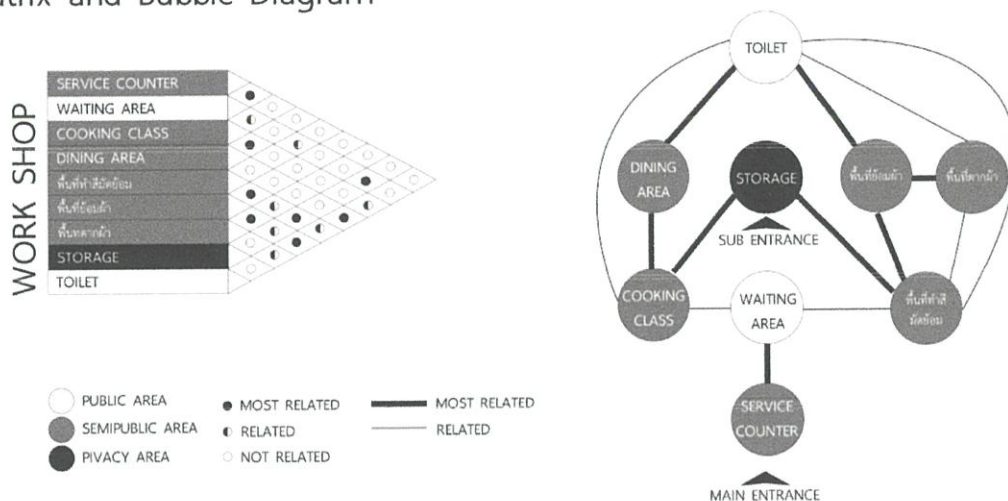 Matrix and Bubble Diagram
WORK SHOP
SERVICE COUNTER
WAITING AREA
COOKING CLASS
DINING AREA
พื้นที่ทำสีมัดย้อม
พื้นที่ย้อมผ้า
พื้นที่ตากผ้า
STORAGE
TOILET
PUBLIC AREA
SEMIPUBLIC AREA
PIVACY AREA
MOST RELATED
RELATED
NOT RELATED
MOST RELATED
RELATED
TOILET
DINING
AREA
STORAGE
พื้นที่ย้อมผ้า
พื้นที่ตากผ้า
SUB ENTRANCE
COOKING
CLASS
WAITING
AREA
พื้นที่ทำสี
มัดย้อม
SERVICE
COUNTER
MAIN ENTRANCE